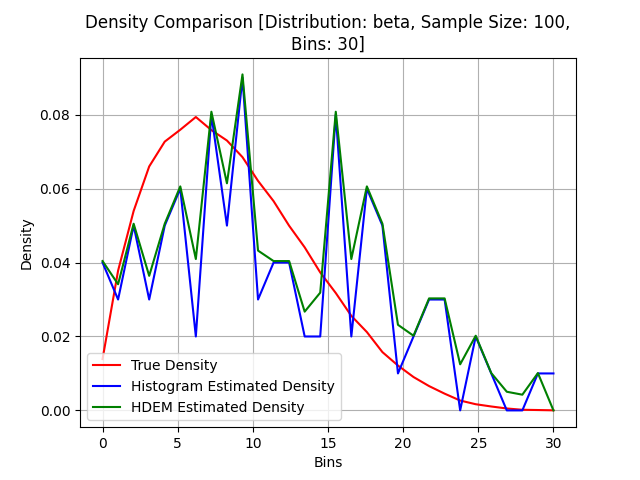 Density Comparison [Distribution: beta, Sample Size: 100,
Bins: 30]
Density
0.08
0.06
0.04
0.02
0.00
True Density
Histogram Estimated Density
HDEM Estimated Density
0 5 10 15 20 25 30
Bins